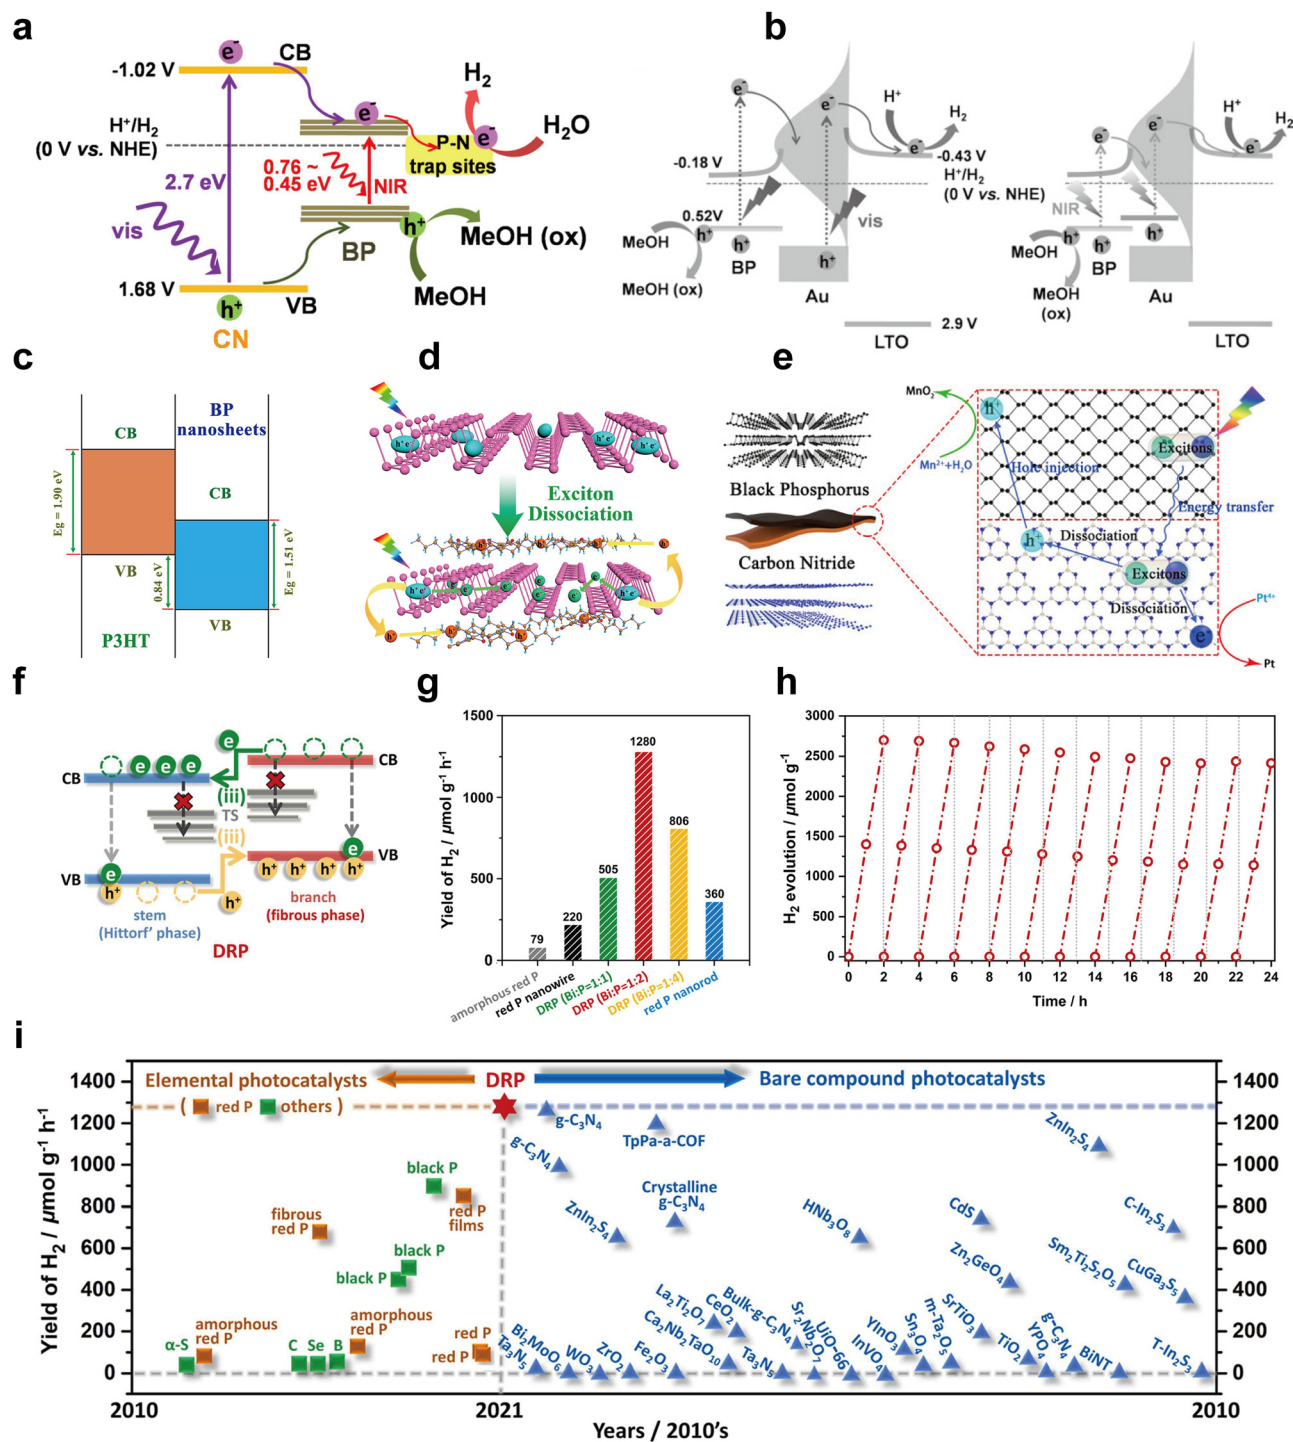 a
e⁻
CB
-1.02 V
H₂
e⁻
H⁺/H₂
(0 V vs. NHE)
P-N
trap sites
e⁻
H₂O
2.7 eV
0.76 ~
0.45 eV
NIR
vis
BP
h⁺
MeOH (ox)
MeOH
1.68 V
h⁺
VB
CN
b
e⁻
e⁻
H⁺
H₂
e⁻
-0.18 V
-0.43 V
H⁺/H₂
(0 V vs. NHE)
0.52V
vis
MeOH
h⁺
h⁺
BP
h⁺
MeOH (ox)
Au
2.9 V
LTO
e⁻
e⁻
H⁺
H₂
e⁻
NIR
h⁺
h⁺
h⁺
MeOH
BP
MeOH
(ox)
Au
LTO
c
BP
nanosheets
CB
CB
Eg = 1.90 eV
Eg = 1.51 eV
0.84 eV
VB
VB
P3HT
d
h⁺ e⁻
h⁺ e⁻
h⁺ e⁻
Exciton
Dissociation
h⁺
h⁺ e⁻
e⁻
e⁻
e⁻
e⁻
e⁻
h⁺ e⁻
h⁺
h⁺
e
MnO₂
h⁺
Excitons
Mn²⁺+H₂O
Hole injection
Black Phosphorus
Energy transfer
h⁺
Dissociation
Carbon Nitride
Excitons
Dissociation
Pt⁴⁺
e⁻
Pt
f
e
CB
e e e
CB
(iii)
TS
(iii)
e
VB
e
VB
h⁺
h⁺
h⁺ h⁺ h⁺ h⁺
stem
(Hittorf' phase)
branch
(fibrous phase)
DRP
g
Yield of H₂ / μmol g⁻¹ h⁻¹
1500
1000
500
0
79
220
505
1280
806
360
amorphous red P
red P nanowire
DRP (Bi:P=1:1)
DRP (Bi:P=1:2)
DRP (Bi:P=1:4)
red P nanorod
h
H₂ evolution / μmol g⁻¹
3000
2500
2000
1500
1000
500
0
0 2 4 6 8 10 12 14 16 18 20 22 24
Time / h
i
Yield of H₂ / μmol g⁻¹ h⁻¹
1400
1200
1000
800
600
400
200
0
1400
1200
1000
800
600
400
200
0
Elemental photocatalysts
DRP
Bare compound photocatalysts
( red P others )
g-C₃N₄
TpPa-a-COF
ZnIn₂S₄
g-C₃N₄
black P
Crystalline
g-C₃N₄
fibrous
red P
red P
films
ZnIn₂S₄
HNb₃O₈
CdS
C-In₂S₃
black P
black P
Zn₂GeO₄
Sm₂Ti₂S₂O₅
CuGa₃S₅
α-S
amorphous
red P
C
Se
B
amorphous
red P
red P
red P
La₂Ti₂O₇
CeO₂
Bulk-g-C₃N₄
Sr₂Nb₂O₇
SrTiO₃
Ta₃N₅
Bi₂MoO₆
WO₃
ZrO₂
Fe₂O₃
Ca₂Nb₂TaO₁₀
Ta₃N₅
UiO-66
InVO₄
YInO₃
Sn₃O₄
m-Ta₂O₅
TiO₂
YPO₄
g-C₃N₄
BiNT
T-In₂S₃
2010
2021
2010
Years / 2010's